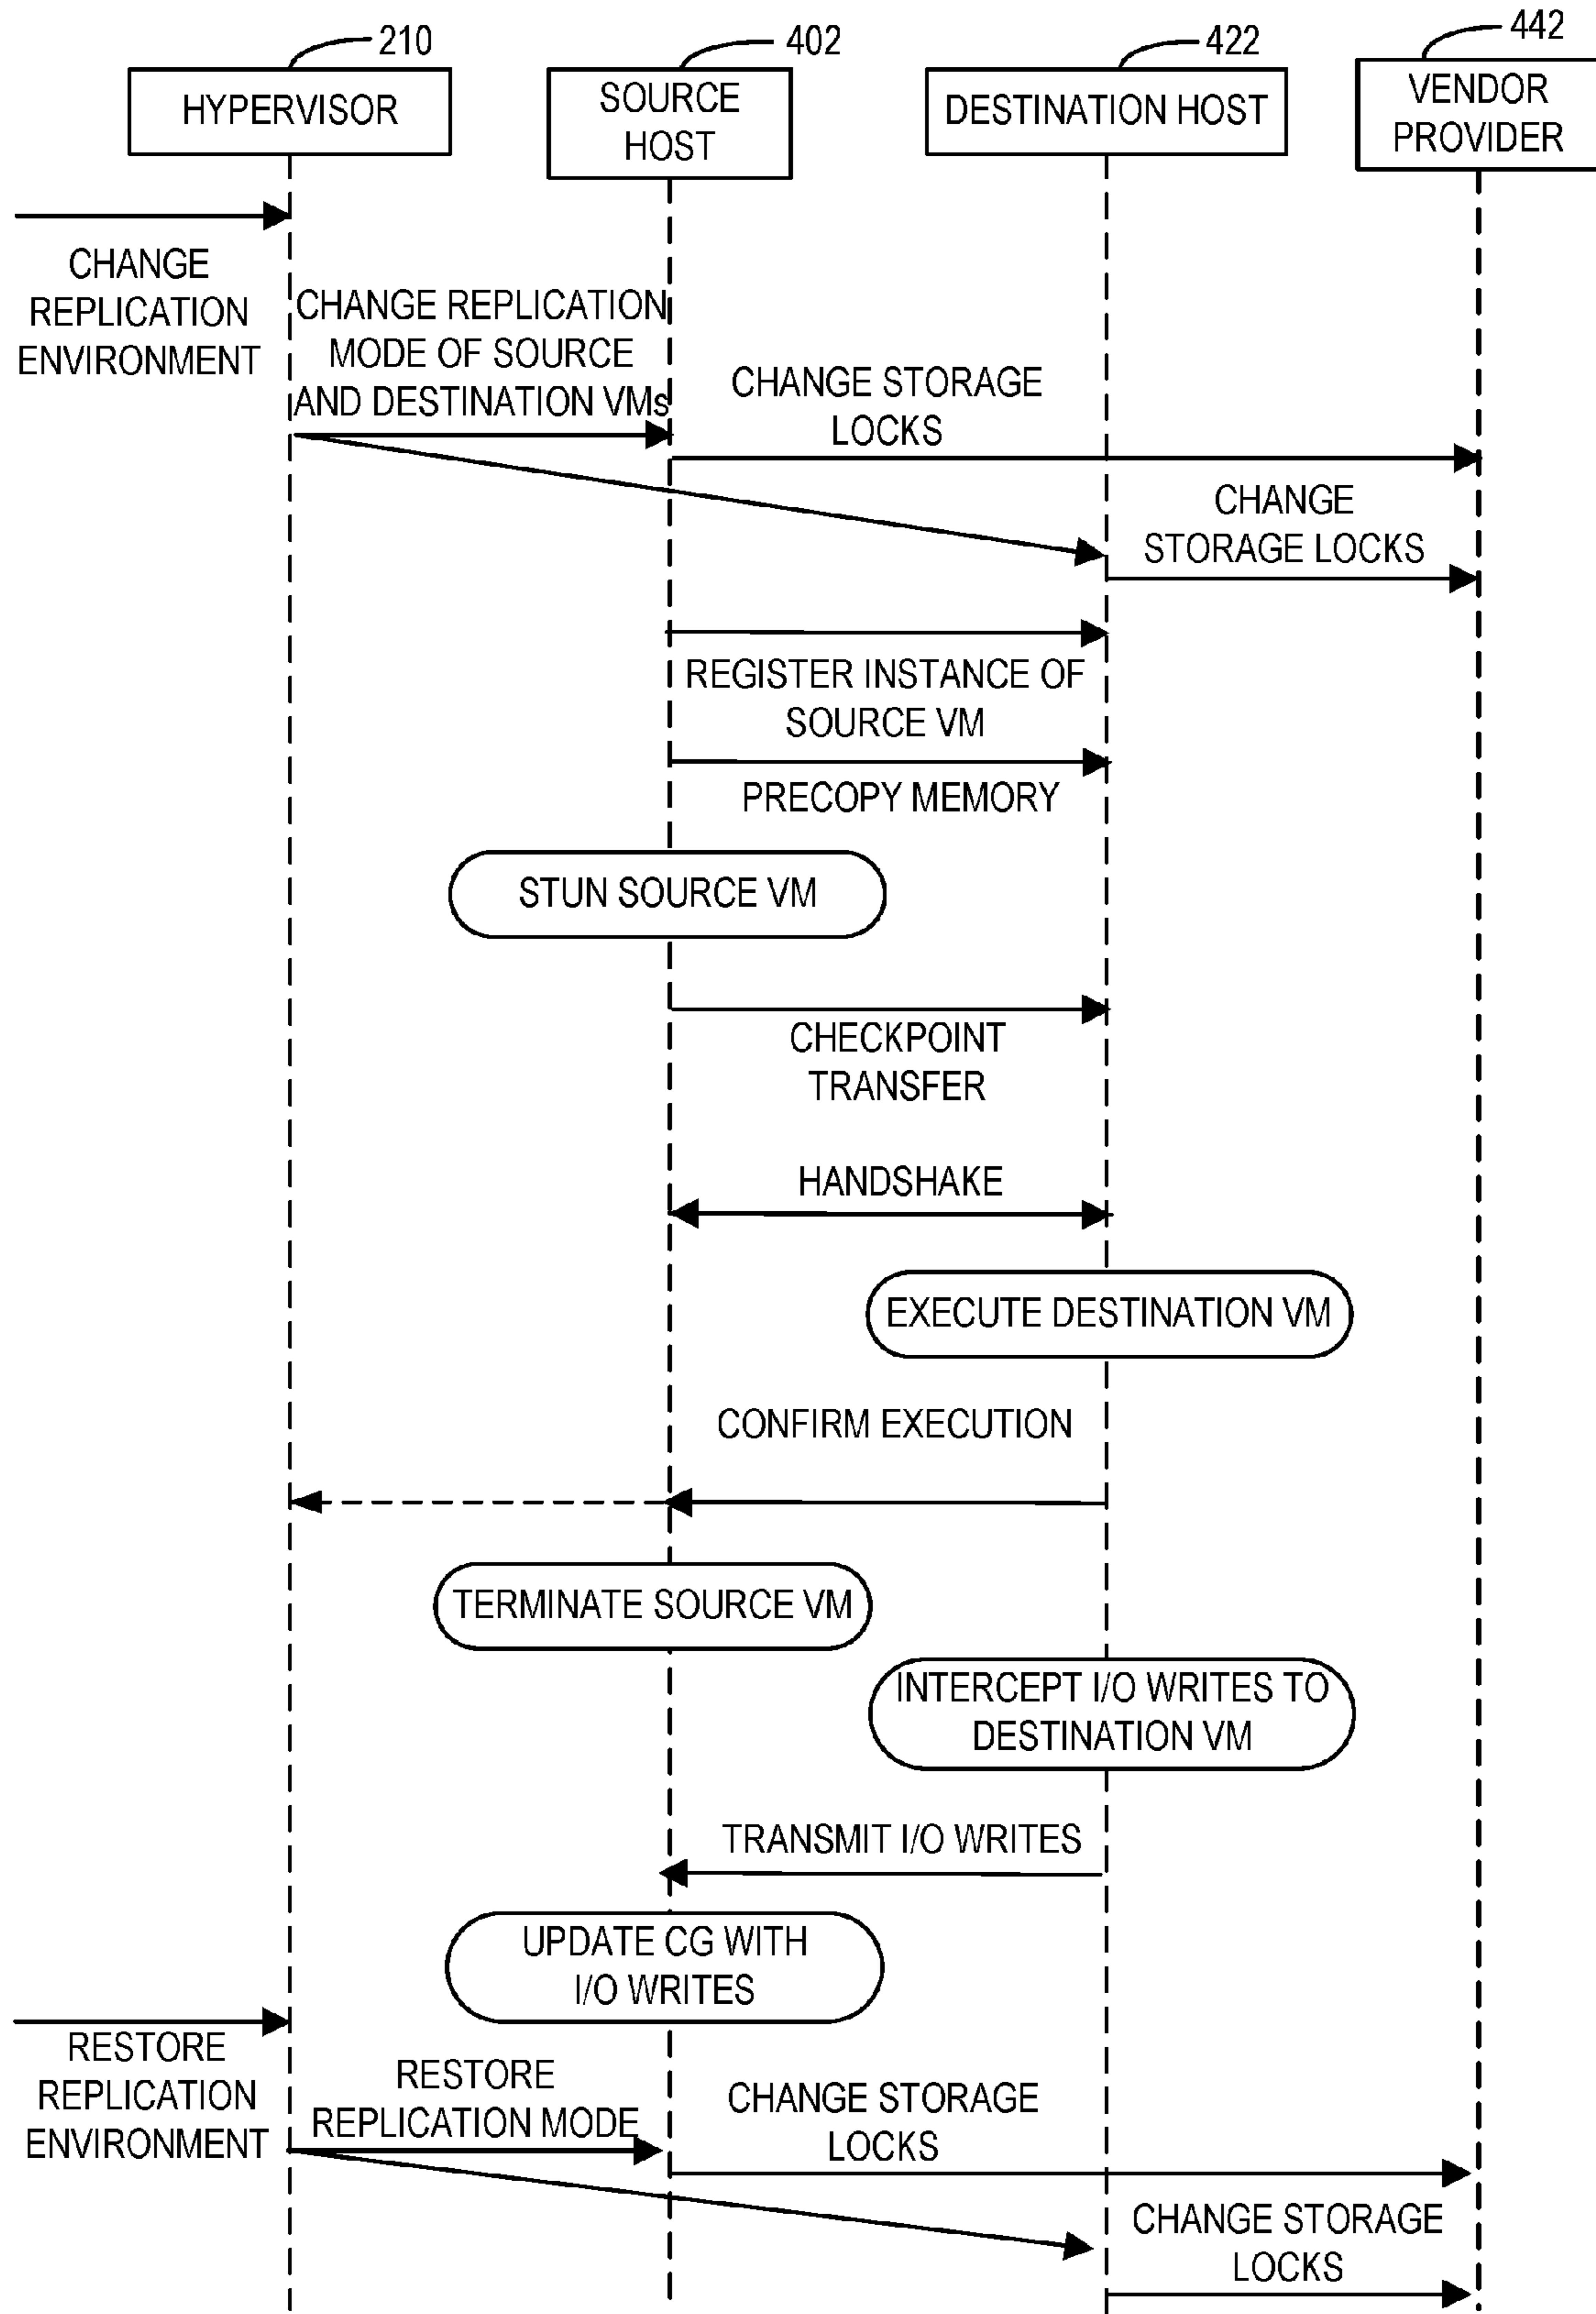 210
402
422
442
HYPERVISOR
SOURCE
HOST
DESTINATION HOST
VENDOR
PROVIDER
CHANGE
REPLICATION
ENVIRONMENT
CHANGE REPLICATION
MODE OF SOURCE
AND DESTINATION VMs
CHANGE STORAGE
LOCKS
CHANGE
STORAGE LOCKS
REGISTER INSTANCE OF
SOURCE VM
PRECOPY MEMORY
STUN SOURCE VM
CHECKPOINT
TRANSFER
HANDSHAKE
EXECUTE DESTINATION VM
CONFIRM EXECUTION
TERMINATE SOURCE VM
INTERCEPT I/O WRITES TO
DESTINATION VM
TRANSMIT I/O WRITES
UPDATE CG WITH
I/O WRITES
RESTORE
REPLICATION
ENVIRONMENT
RESTORE
REPLICATION MODE
CHANGE STORAGE
LOCKS
CHANGE STORAGE
LOCKS